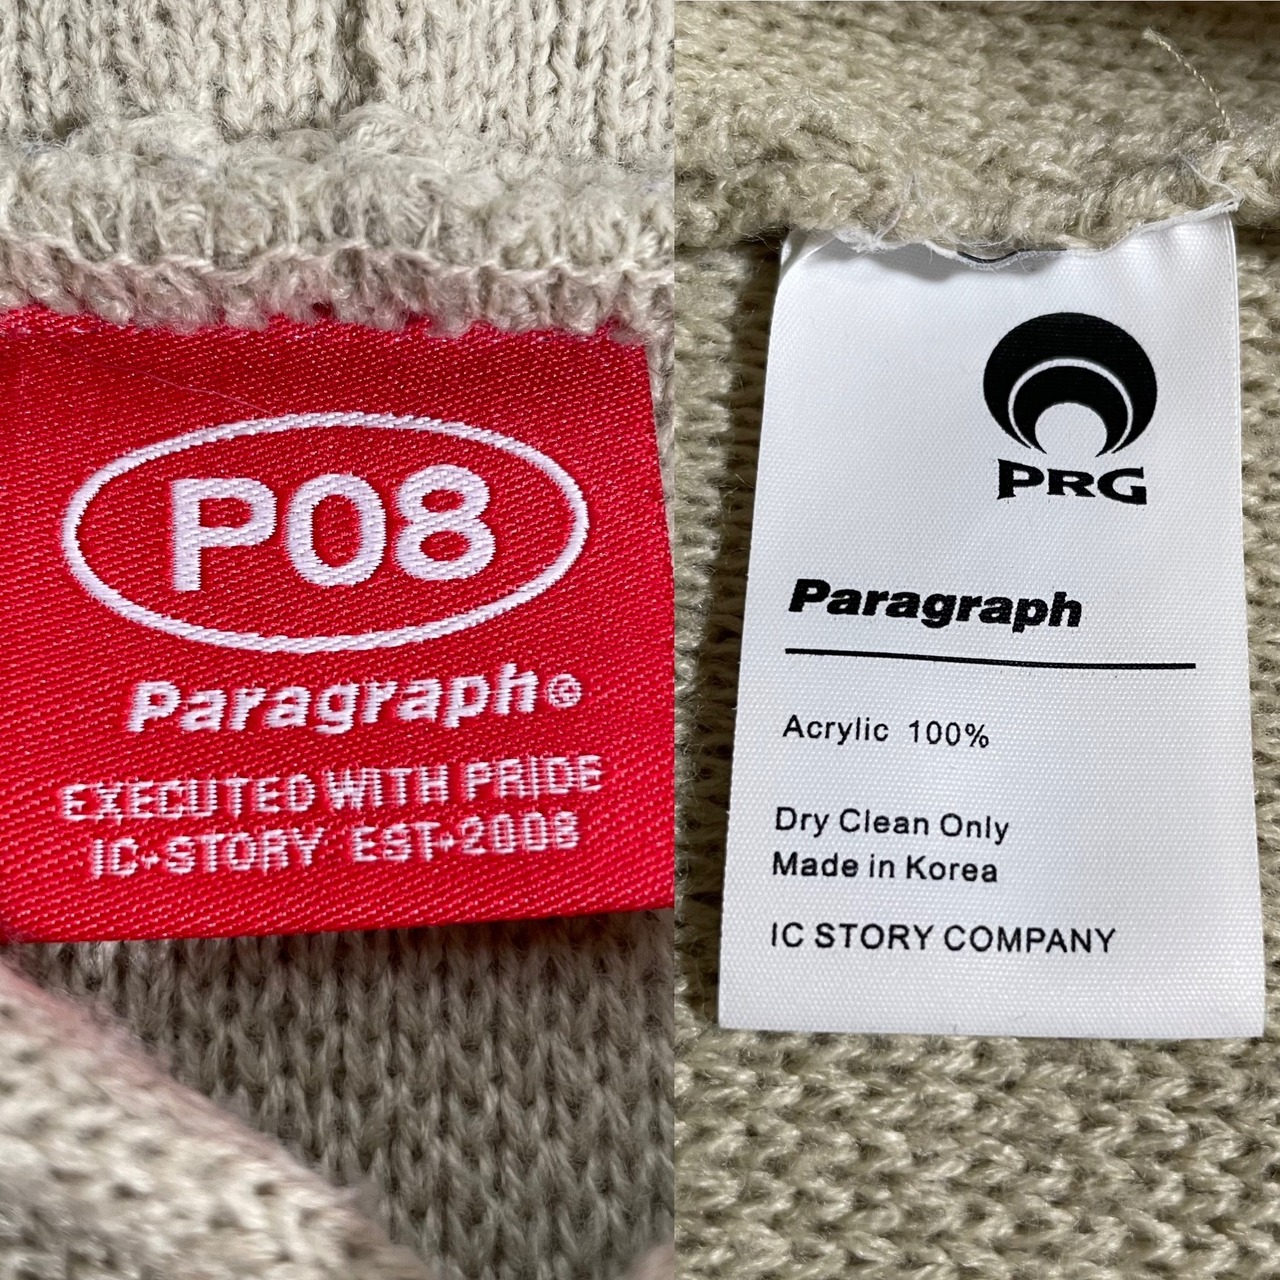 P08
Paragraph©
EXECUTED WITH PRIDE
IC•STORY EST•2008
PRG
Paragraph
Acrylic 100%
Dry Clean Only
Made in Korea
IC STORY COMPANY